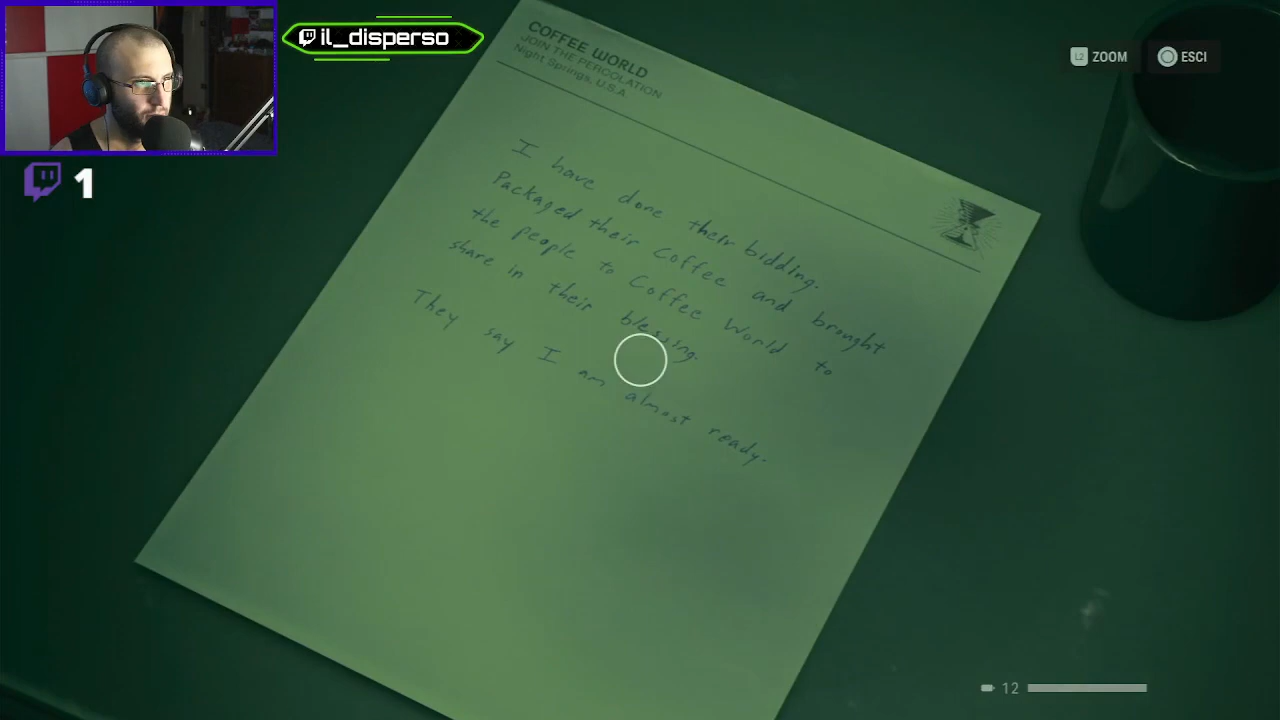 il_disperso
1
COFFEE WORLD
JOIN THE PERCOLATION
Night Springs, U.S.A
L2 ZOOM
ESCI
I have done their bidding.
Packaged their Coffee and brought
the people to Coffee World to
share in their blessing.
They say I am almost ready.
12